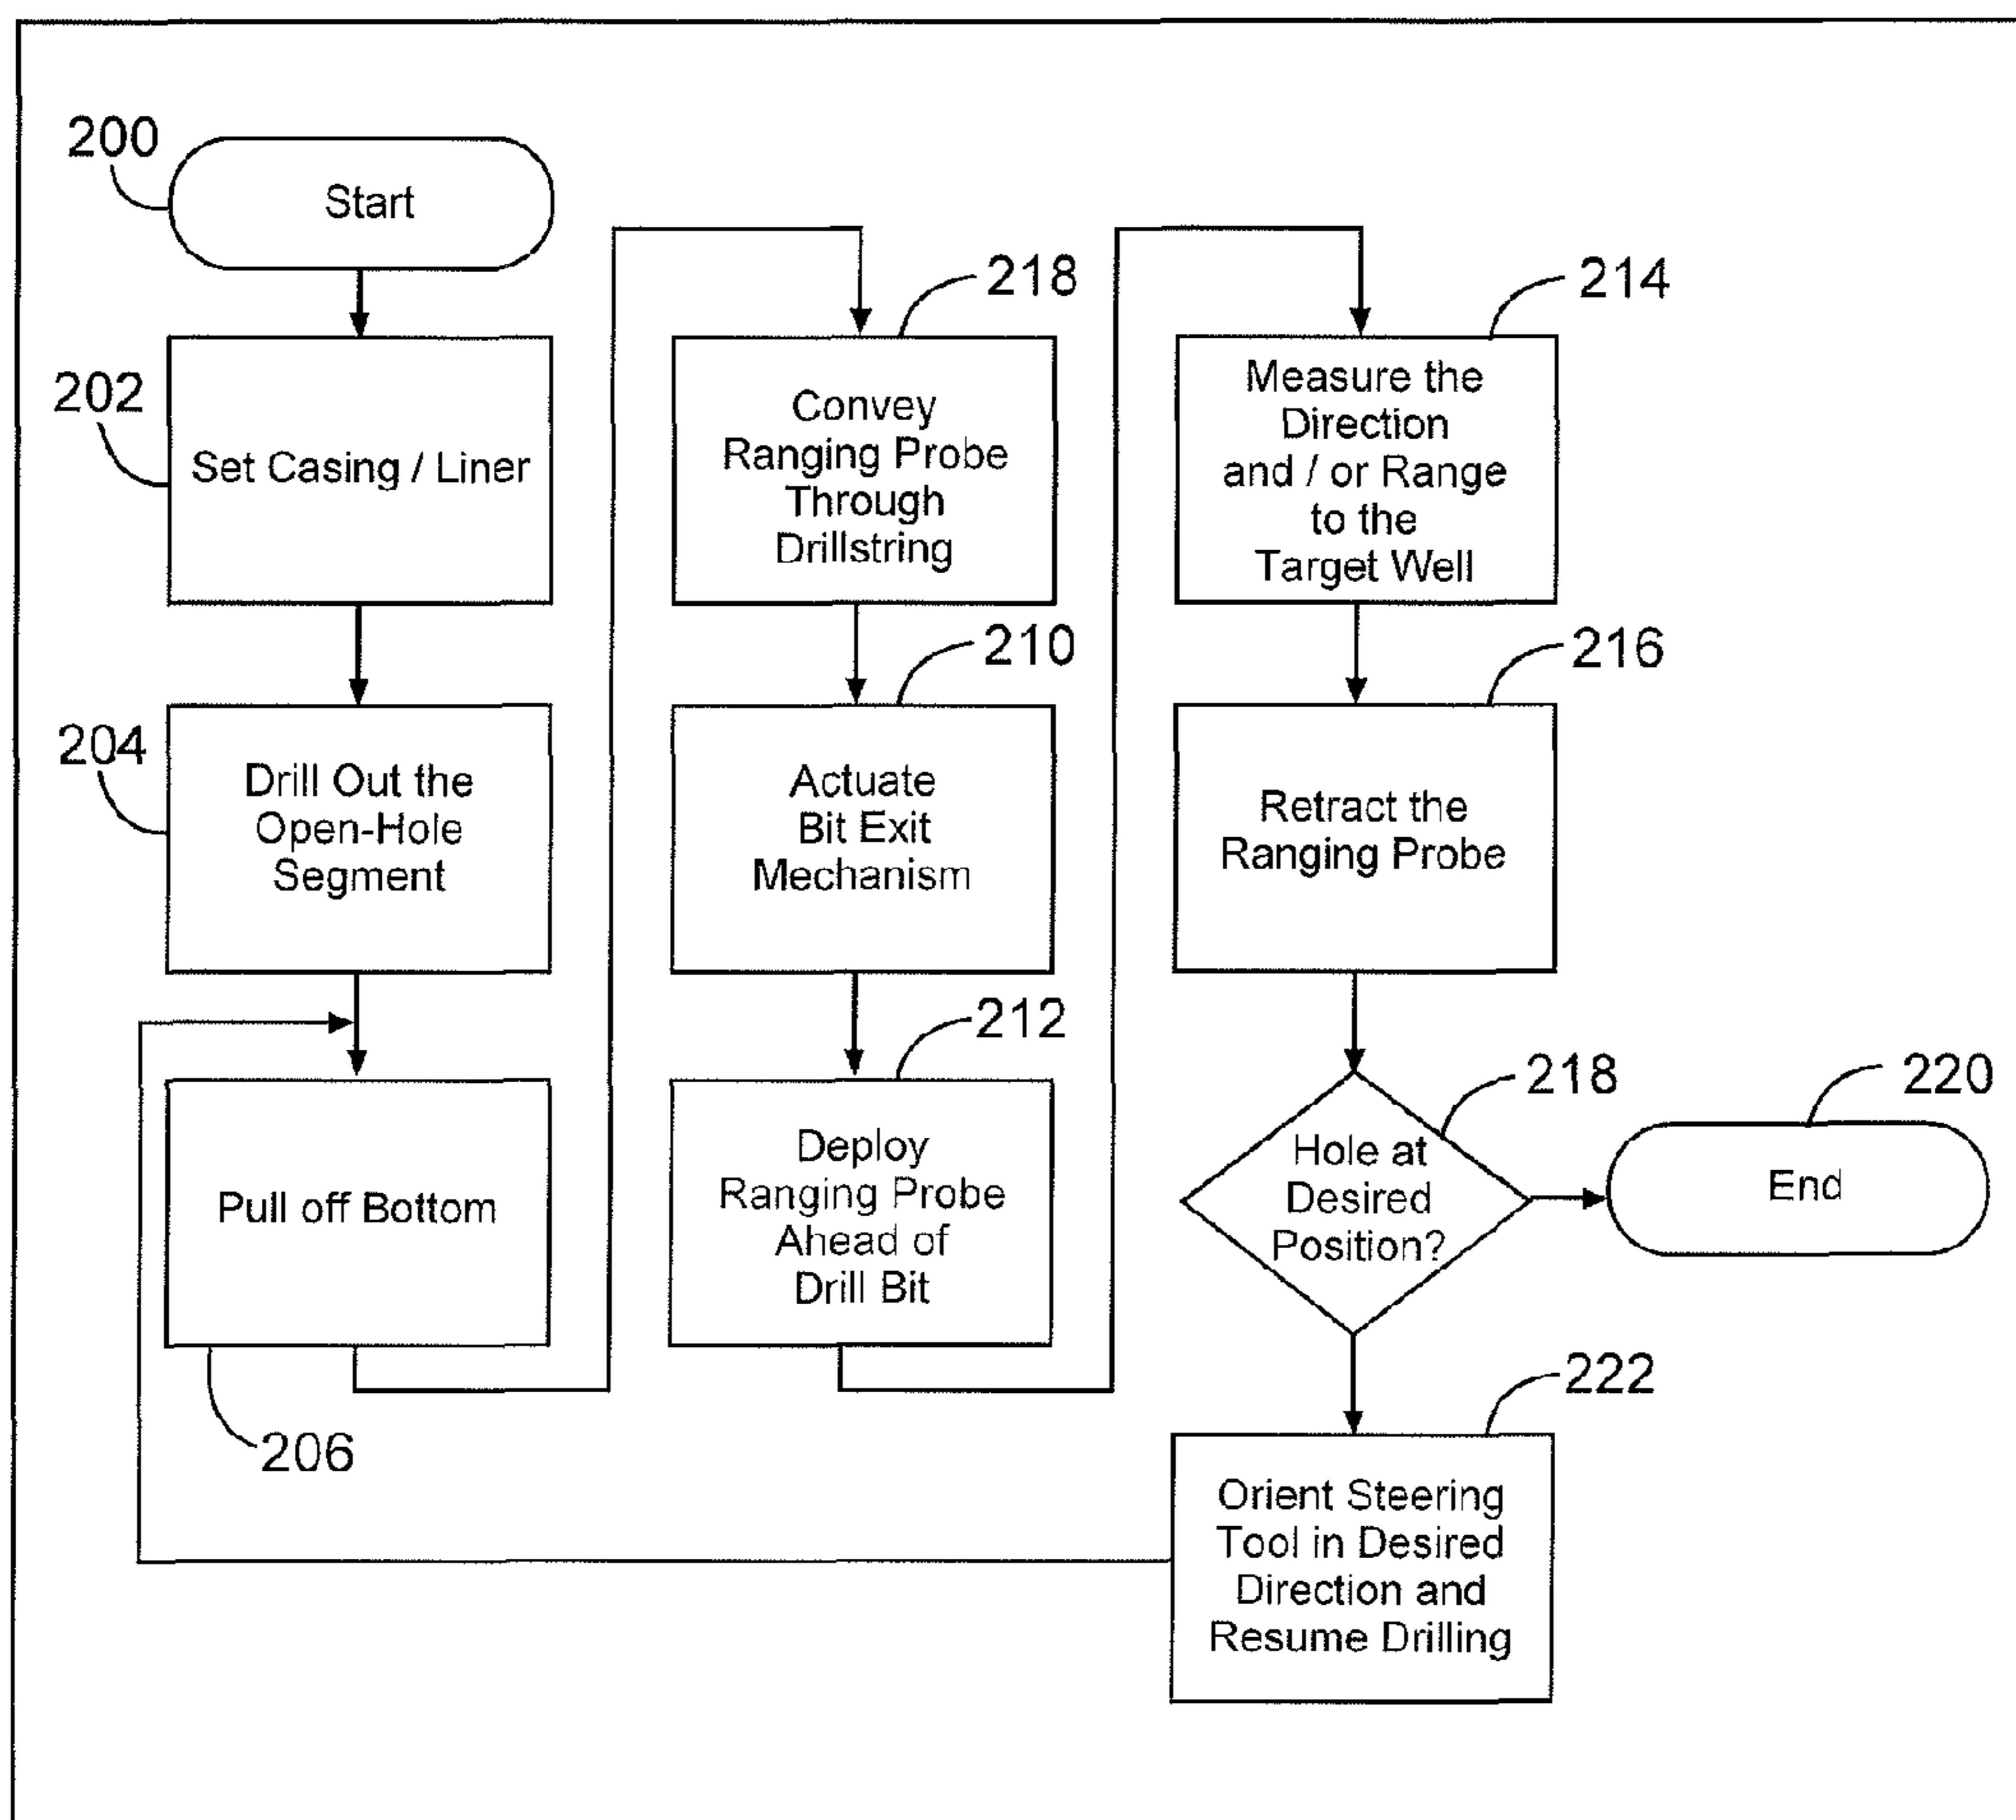 200
Start
202
Set Casing / Liner
204
Drill Out the
Open-Hole
Segment
Pull off Bottom
206
218
Convey
Ranging Probe
Through
Drillstring
210
Actuate
Bit Exit
Mechanism
212
Deploy
Ranging Probe
Ahead of
Drill Bit
214
Measure the
Direction
and / or Range
to the
Target Well
216
Retract the
Ranging Probe
218
Hole at
Desired
Position?
220
End
222
Orient Steering
Tool in Desired
Direction and
Resume Drilling